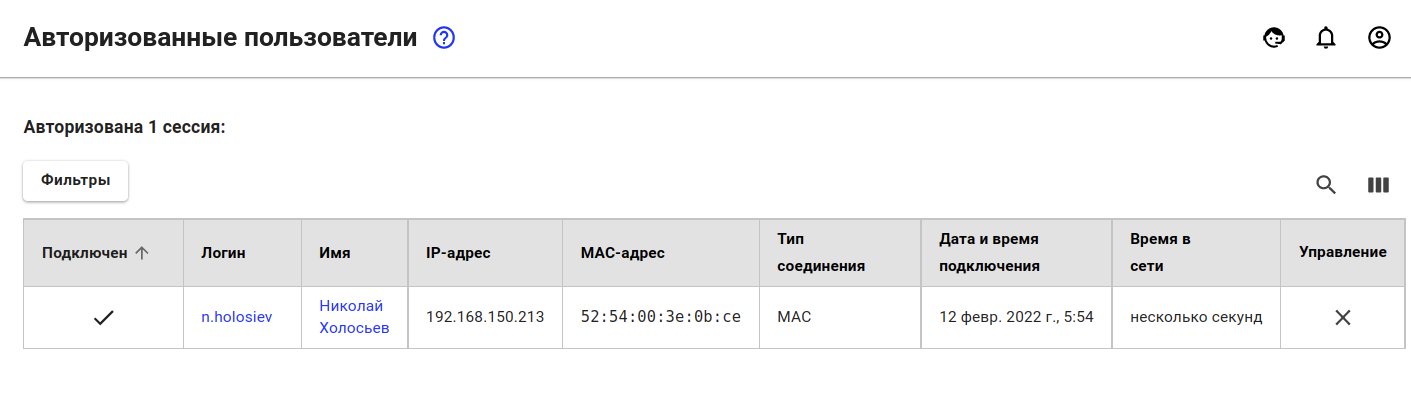 Авторизованные пользователи
Авторизована 1 сессия:
Фильтры
Подключен Логин Имя IP-адрес MAC-адрес Тип соединения Дата и время подключения Время в сети Управление
n.holosiev Николай Холосьев 192.168.150.213 52:54:00:3e:0b:ce MAC 12 февр. 2022 г., 5:54 несколько секунд